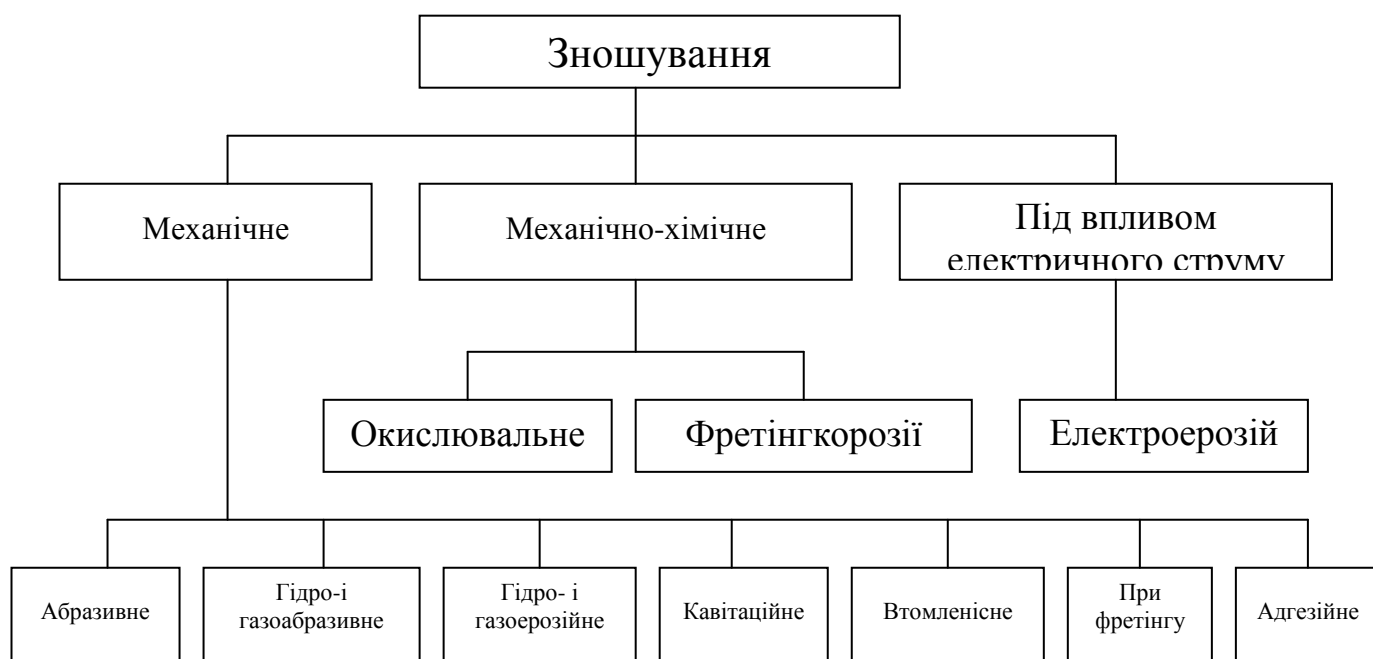 Зношування
Механічне
Механічно-хімічне
Під впливом
електричного струму
Окислювальне
Фретінгкорозії
Електроерозій
Абразивне
Гідро-і
газоабразивне
Гідро- і
газоерозійне
Кавітаційне
Втомленісне
При
фретінгу
Адгезійне